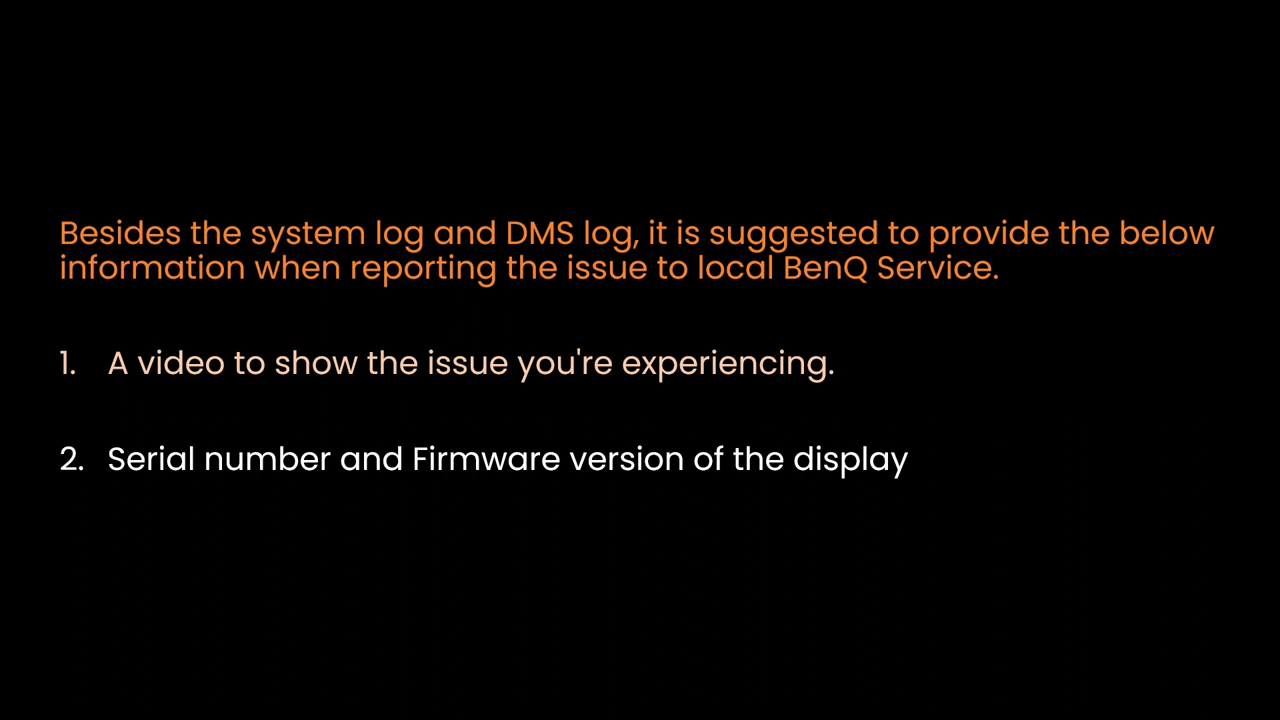 Besides the system log and DMS log, it is suggested to provide the below
information when reporting the issue to local BenQ Service.
1. A video to show the issue you're experiencing.
2. Serial number and Firmware version of the display